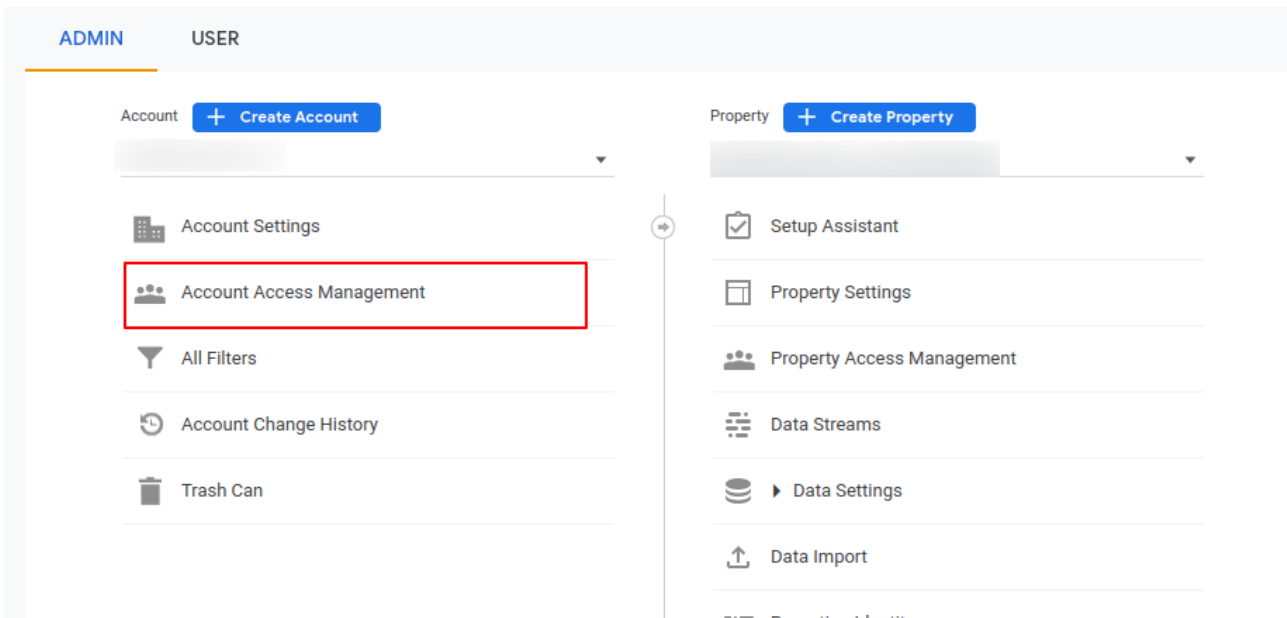 ADMIN USER
Account + Create Account
Account Settings
Account Access Management
All Filters
Account Change History
Trash Can
Property + Create Property
Setup Assistant
Property Settings
Property Access Management
Data Streams
Data Settings
Data Import